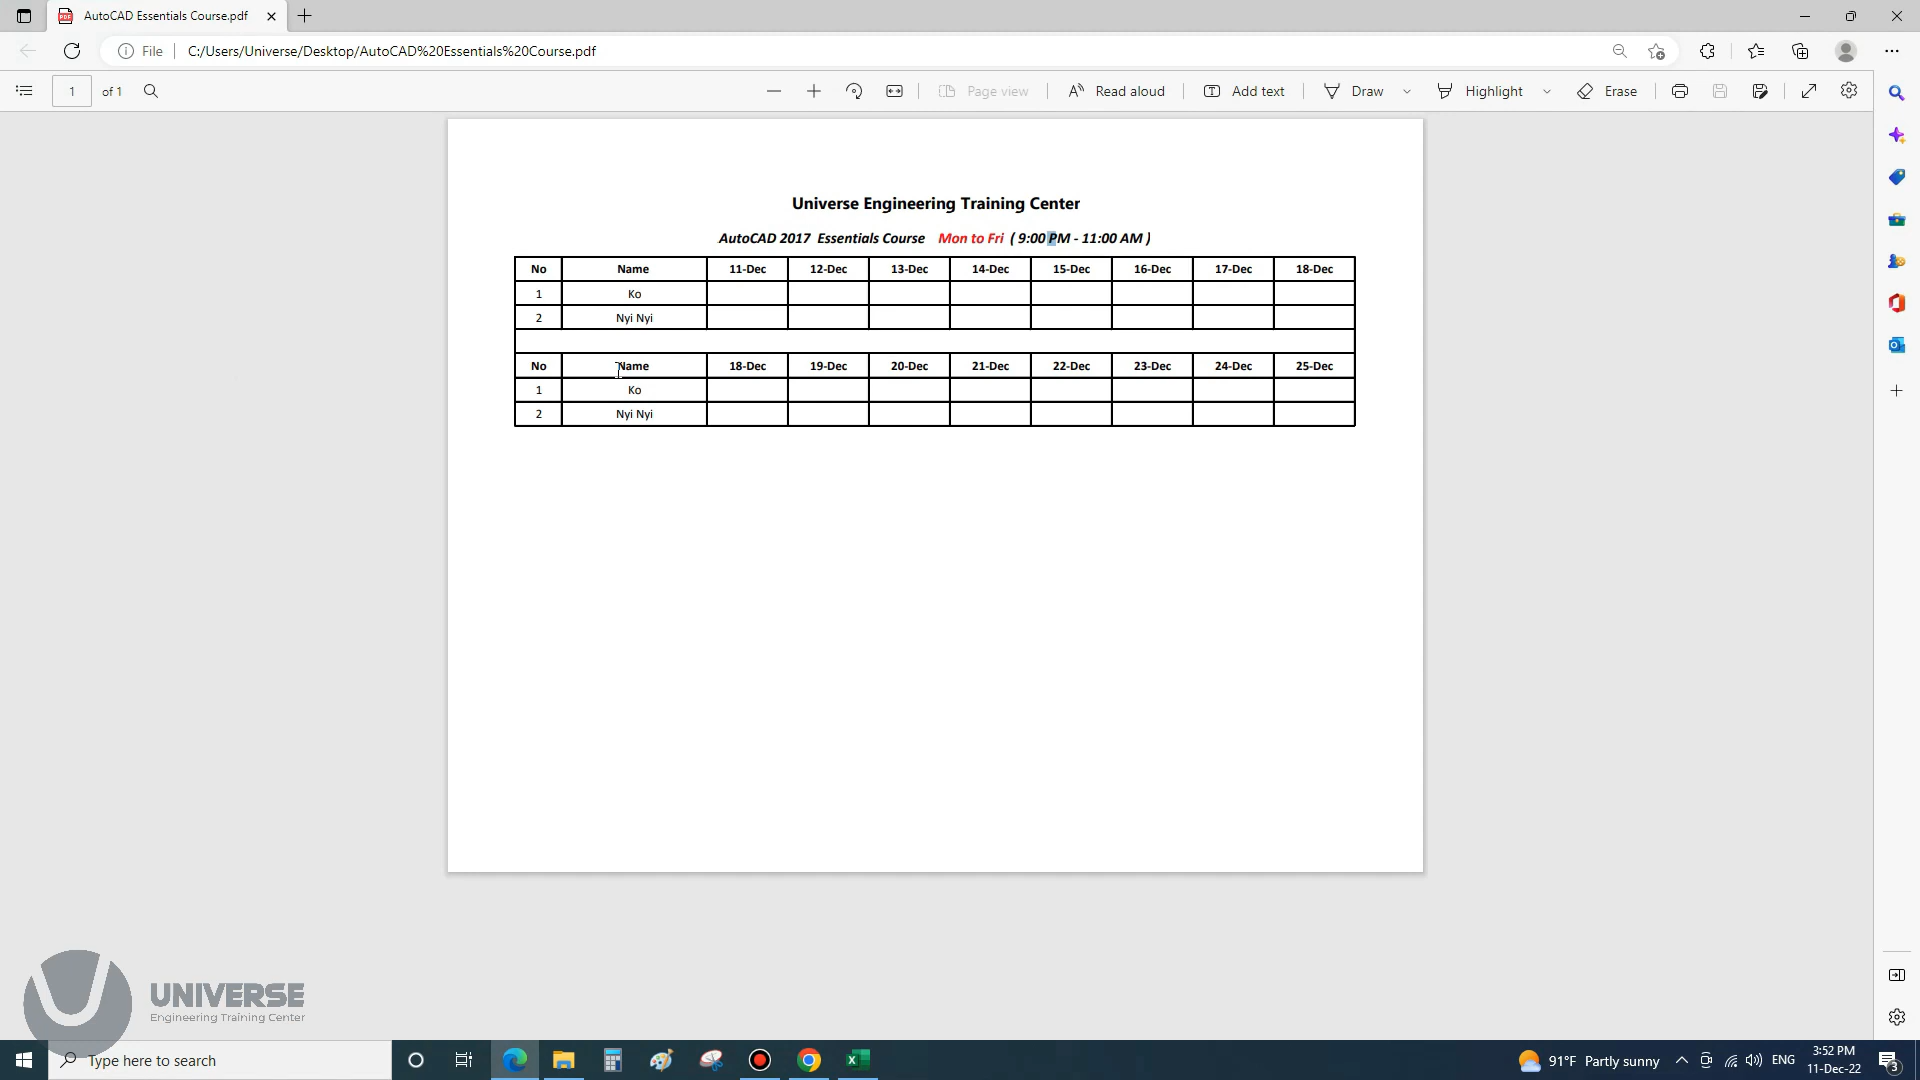 AutoCAD Essentials Course.pdf
File C:/Users/Universe/Desktop/AutoCAD%20Essentials%20Course.pdf
1 of 1 Page view Read aloud Add text Draw Highlight Erase
Universe Engineering Training Center
AutoCAD 2017 Essentials Course Mon to Fri ( 9:00 PM - 11:00 AM )
No Name 11-Dec 12-Dec 13-Dec 14-Dec 15-Dec 16-Dec 17-Dec 18-Dec
1 Ko
2 Nyi Nyi
No Name 18-Dec 19-Dec 20-Dec 21-Dec 22-Dec 23-Dec 24-Dec 25-Dec
1 Ko
2 Nyi Nyi
UNIVERSE
Engineering Training Center
Type here to search
91°F Partly sunny ENG 3:52 PM
11-Dec-22 3